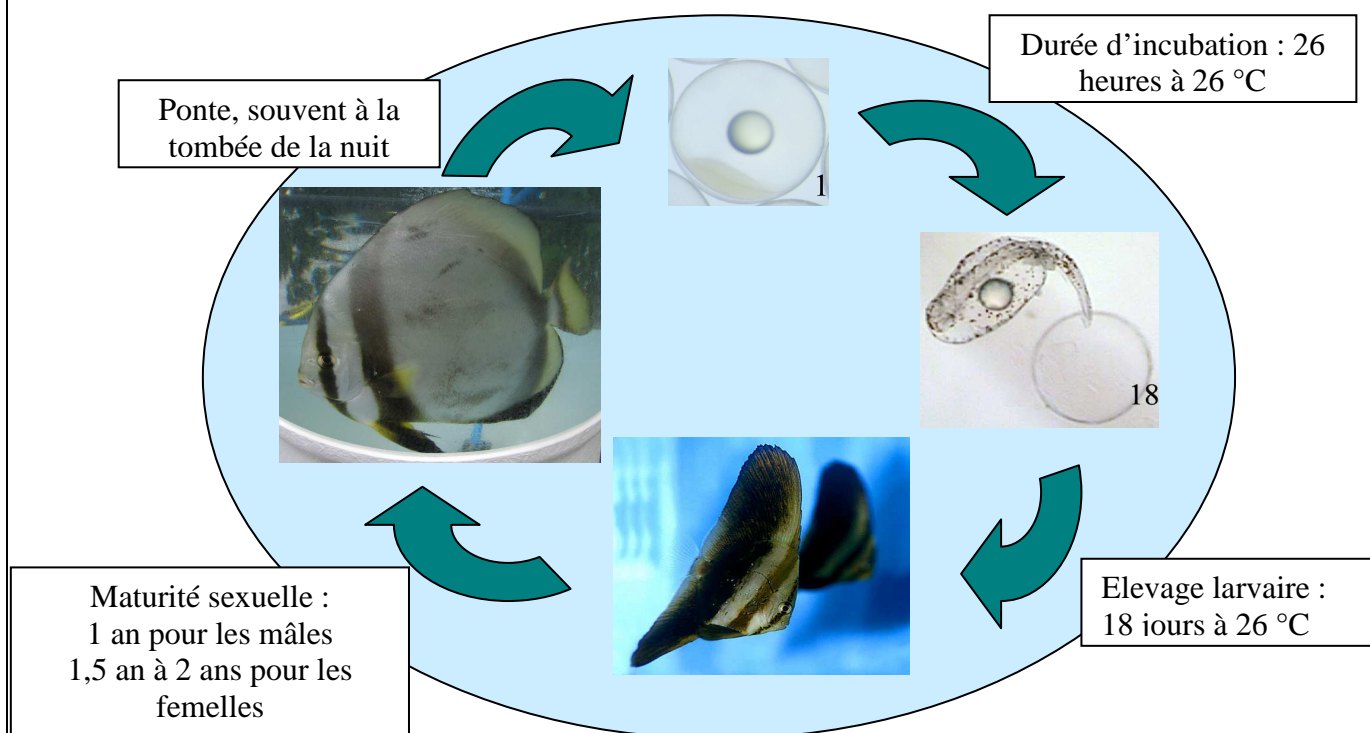 Ponte, souvent à la
tombée de la nuit
1
Durée d’incubation : 26
heures à 26 °C
18
Elevage larvaire :
18 jours à 26 °C
Maturité sexuelle :
1 an pour les mâles
1,5 an à 2 ans pour les
femelles